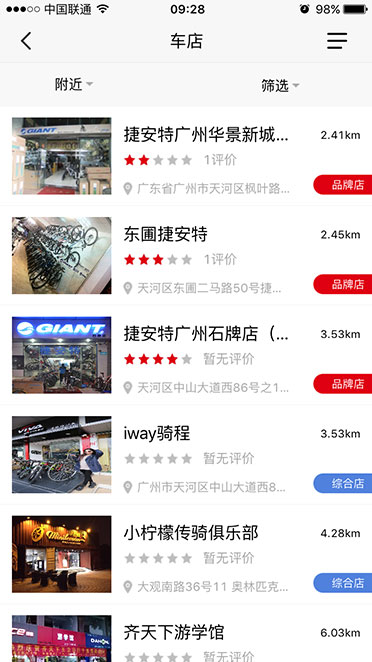 中国联通
09:28
98%
车店
附近
筛选
GIANT
捷安特广州华景新城...
2.41km
1评价
广东省广州市天河区枫叶路...
品牌店
东圃捷安特
2.45km
1评价
天河区东圃二马路50号捷...
品牌店
GIANT
捷安特广州石牌店（...
3.53km
暂无评价
天河区中山大道西86号之1...
品牌店
iway骑程
3.53km
暂无评价
广州市天河区中山大道西8...
综合店
小柠檬传骑俱乐部
4.28km
暂无评价
大观南路36号11 奥林匹克...
综合店
齐天下游学馆
6.03km
游学馆